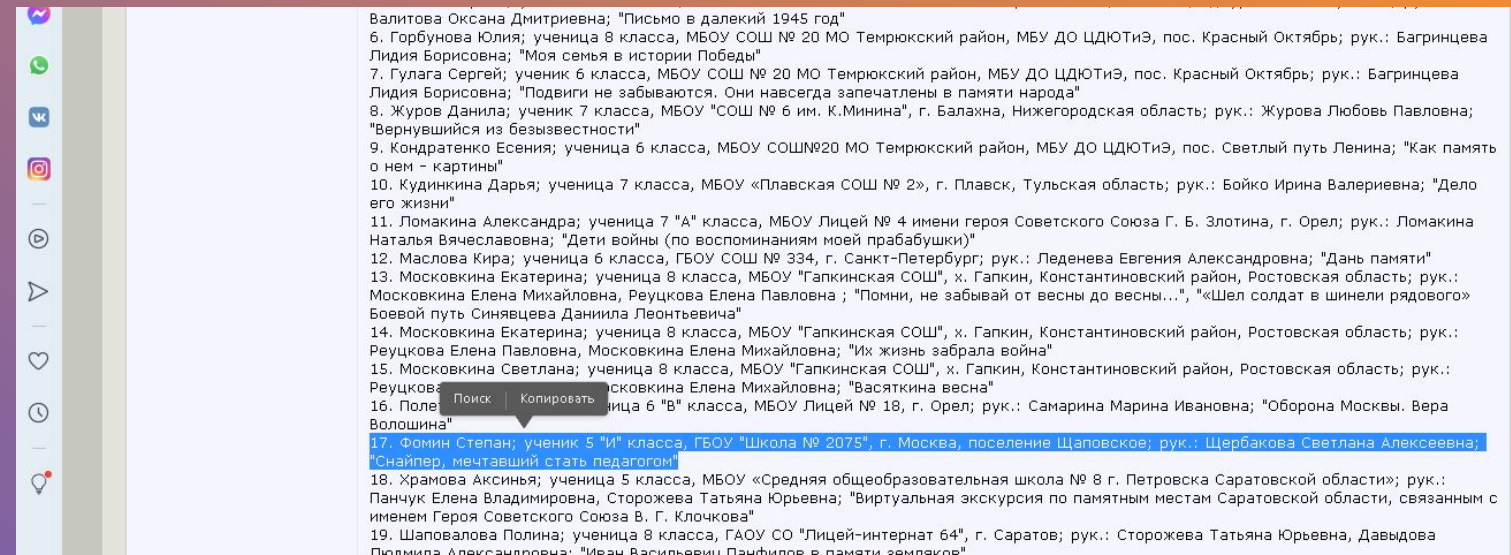 Валитова Оксана Дмитриевна; "Письмо в далекий 1945 год"
6. Горбунова Юлия; ученица 8 класса, МБОУ СОШ № 20 МО Темрюкский район, МБУ ДО ЦДЮТиЭ, пос. Красный Октябрь; рук.: Багринцева
Лидия Борисовна; "Моя семья в истории Победы"
7. Гулага Сергей; ученик 6 класса, МБОУ СОШ № 20 МО Темрюкский район, МБУ ДО ЦДЮТиЭ, пос. Красный Октябрь; рук.: Багринцева
Лидия Борисовна; "Подвиги не забываются. Они навсегда запечатлены в памяти народа"
8. Журов Данила; ученик 7 класса, МБОУ "СОШ № 6 им. К.Минина", г. Балахна, Нижегородская область; рук.: Журова Любовь Павловна;
"Вернувшийся из безызвестности"
9. Кондратенко Есения; ученица 6 класса, МБОУ СОШ№20 МО Темрюкский район, МБУ ДО ЦДЮТиЭ, пос. Светлый путь Ленина; "Как память
о нем - картины"
10. Кудинкина Дарья; ученица 7 класса, МБОУ «Плавская СОШ № 2», г. Плавск, Тульская область; рук.: Бойко Ирина Валериевна; "Дело
его жизни"
11. Ломакина Александра; ученица 7 "А" класса, МБОУ Лицей № 4 имени героя Советского Союза Г. Б. Злотина, г. Орел; рук.: Ломакина
Наталья Вячеславовна; "Дети войны (по воспоминаниям моей прабабушки)"
12. Маслова Кира; ученица 6 класса, ГБОУ СОШ № 334, г. Санкт-Петербург; рук.: Леденева Евгения Александровна; "Дань памяти"
13. Московкина Екатерина; ученица 8 класса, МБОУ "Гапкинская СОШ", х. Гапкин, Константиновский район, Ростовская область; рук.:
Московкина Елена Михайловна, Реуцкова Елена Павловна ; "Помни, не забывай от весны до весны...", "«Шел солдат в шинели рядового»
Боевой путь Синявцева Даниила Леонтьевича"
14. Московкина Екатерина; ученица 8 класса, МБОУ "Гапкинская СОШ", х. Гапкин, Константиновский район, Ростовская область; рук.:
Реуцкова Елена Павловна, Московкина Елена Михайловна; "Их жизнь забрала война"
15. Московкина Светлана; ученица 8 класса, МБОУ "Гапкинская СОШ", х. Гапкин, Константиновский район, Ростовская область; рук.:
Реуцкова Елена Михайловна; "Васяткина весна"
Поиск Копировать
16. 6 "В" класса, МБОУ Лицей № 18, г. Орел; рук.: Самарина Марина Ивановна; "Оборона Москвы. Вера
Волошина"
17. Фомин Степан; ученик 5 "И" класса, ГБОУ "Школа № 2075", г. Москва, поселение Щаповское; рук.: Щербакова Светлана Алексеевна;
"Снайпер, мечтавший стать педагогом"
18. Храмова Аксинья; ученица 5 класса, МБОУ «Средняя общеобразовательная школа № 8 г. Петровска Саратовской области»; рук.:
Панчук Елена Владимировна, Сторожева Татьяна Юрьевна; "Виртуальная экскурсия по памятным местам Саратовской области, связанным с
именем Героя Советского Союза В. Г. Клочкова"
19. Шаповалова Полина; ученица 8 класса, ГАОУ СО "Лицей-интернат 64", г. Саратов; рук.: Сторожева Татьяна Юрьевна, Давыдова
Людмила Александровна; "Иван Васильевич Панфилов в памяти земляков"